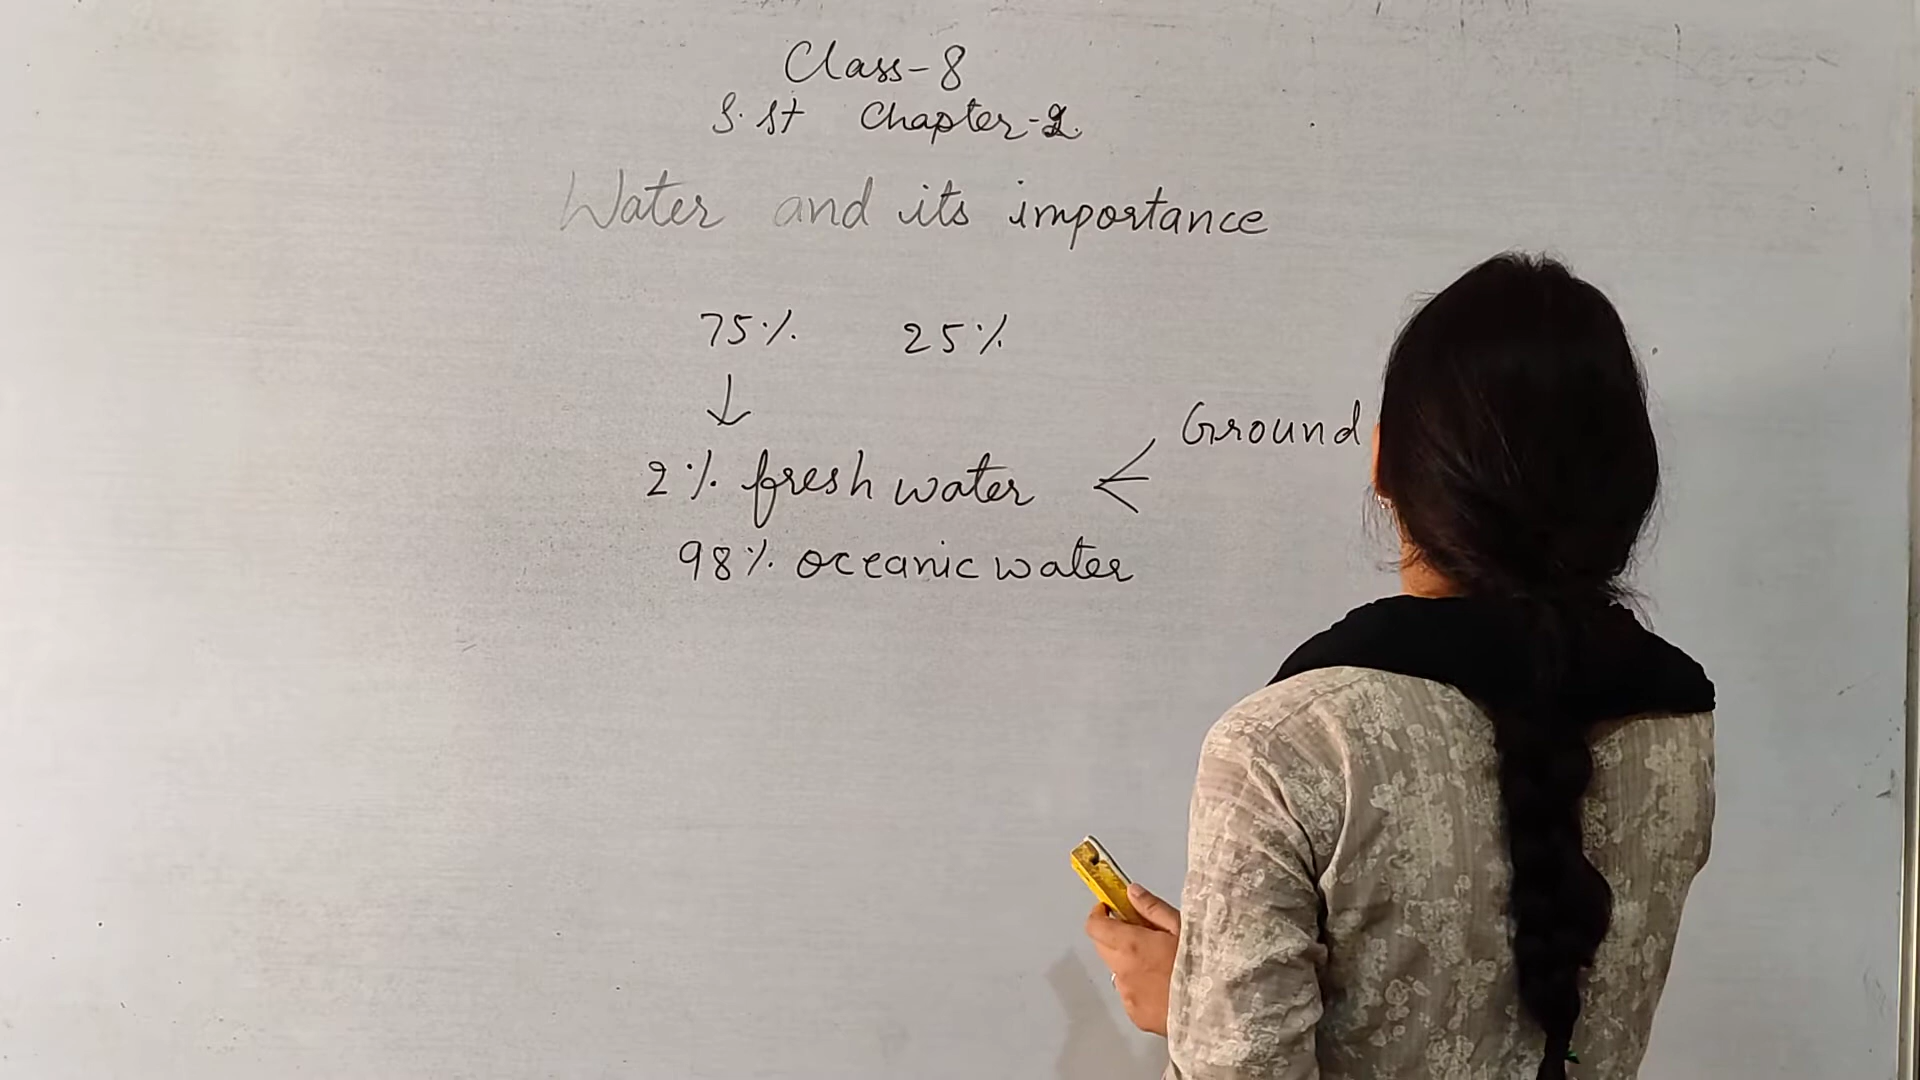 Class-8
S.St Chapter-2.
Water and its importance
75% 25%
Ground
2% fresh water
98% oceanic water